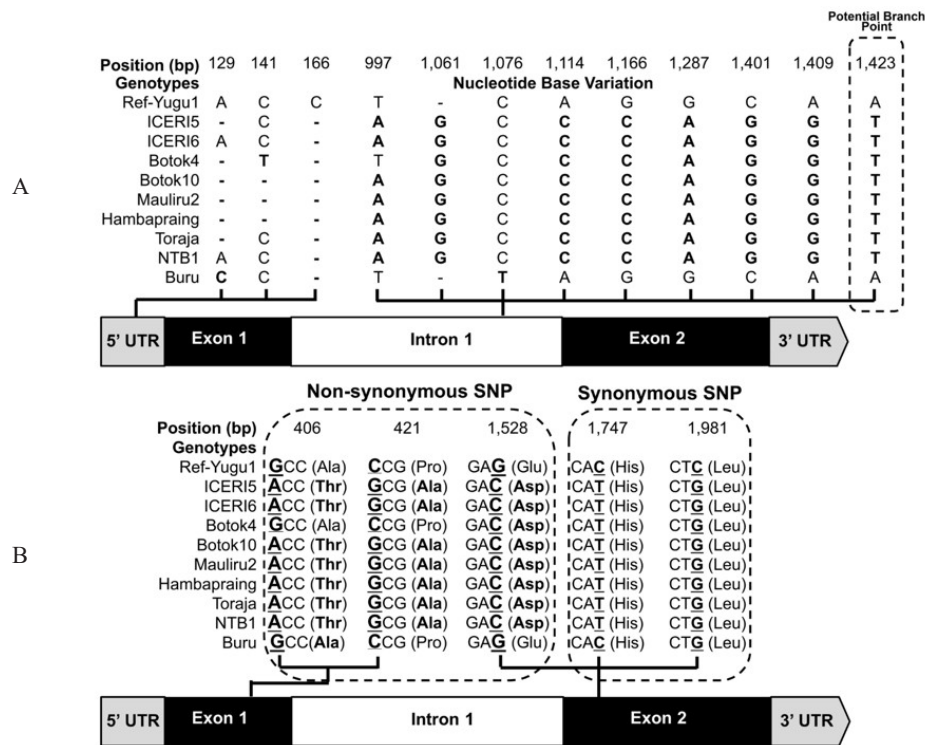 Potential Branch
Point
Position (bp) 129 141 166 997 1,061 1,076 1,114 1,166 1,287 1,401 1,409 1,423
Genotypes Nucleotide Base Variation
Ref-Yugu1 A C C T - C A G G C A A
ICERI5 - C - A G C C C A G G T
ICERI6 A C - A G C C C A G G T
Botok4 - T - T G C C C A G G T
A
Botok10 - - - A G C C C A G G T
Mauliru2 - - - A G C C C A G G T
Hambapraing - - - A G C C C A G G T
Toraja - C - A G C C C A G G T
NTB1 A C - A G C C C A G G T
Buru C C - T - T A G G C A A
5' UTR Exon 1 Intron 1 Exon 2 3' UTR
Non-synonymous SNP Synonymous SNP
Position (bp) 406 421 1,528 1,747 1,981
Genotypes
Ref-Yugu1 GCC (Ala) CCG (Pro) GAG (Glu) CAC (His) CTC (Leu)
ICERI5 ACC (Thr) GCG (Ala) GAC (Asp) CAT (His) CTG (Leu)
ICERI6 ACC (Thr) GCG (Ala) GAC (Asp) CAT (His) CTG (Leu)
Botok4 GCC (Ala) CCG (Pro) GAC (Asp) CAT (His) CTG (Leu)
Botok10 ACC (Thr) GCG (Ala) GAC (Asp) CAT (His) CTG (Leu)
B
Mauliru2 ACC (Thr) GCG (Ala) GAC (Asp) CAT (His) CTG (Leu)
Hambapraing ACC (Thr) GCG (Ala) GAC (Asp) CAT (His) CTG (Leu)
Toraja ACC (Thr) GCG (Ala) GAC (Asp) CAT (His) CTG (Leu)
NTB1 ACC (Thr) GCG (Ala) GAC (Asp) CAT (His) CTG (Leu)
Buru GCC(Ala) CCG (Pro) GAG (Glu) CAC (His) CTG (Leu)
5' UTR Exon 1 Intron 1 Exon 2 3' UTR